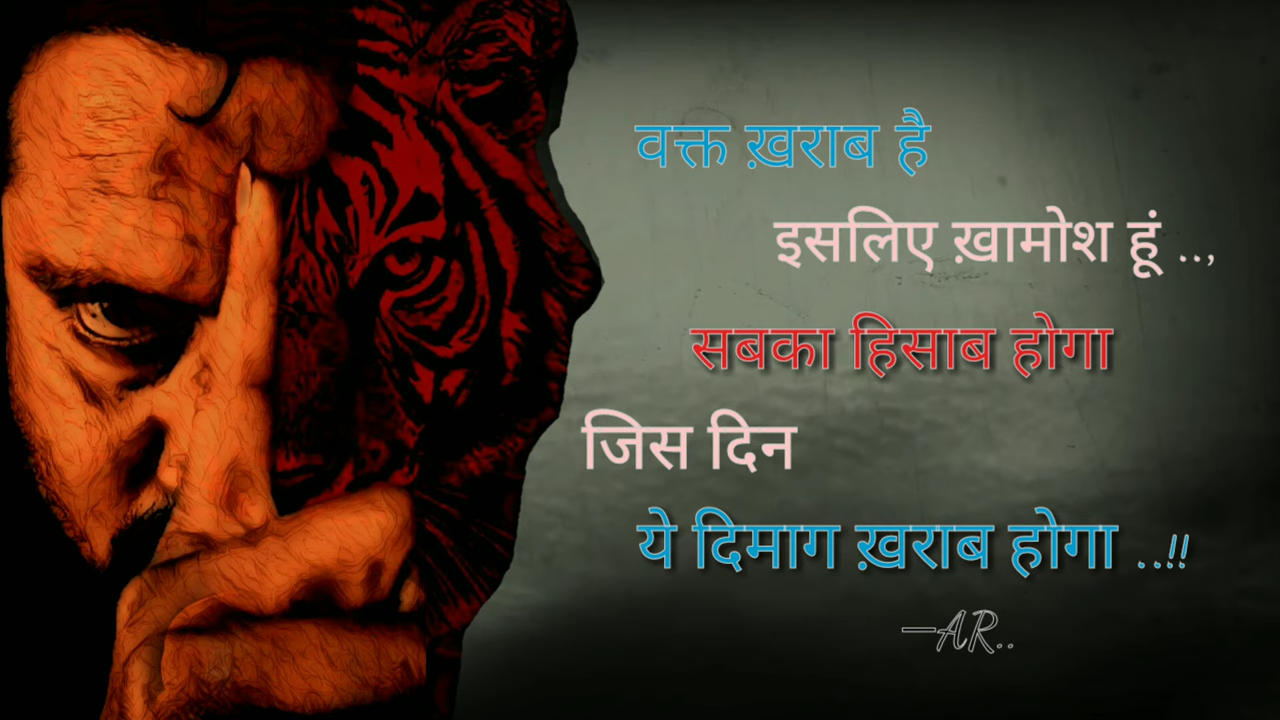 वक्त ख़राब है
इसलिए ख़ामोश हूं ..,
सबका हिसाब होगा
जिस दिन
ये दिमाग ख़राब होगा ..!!
—AR..